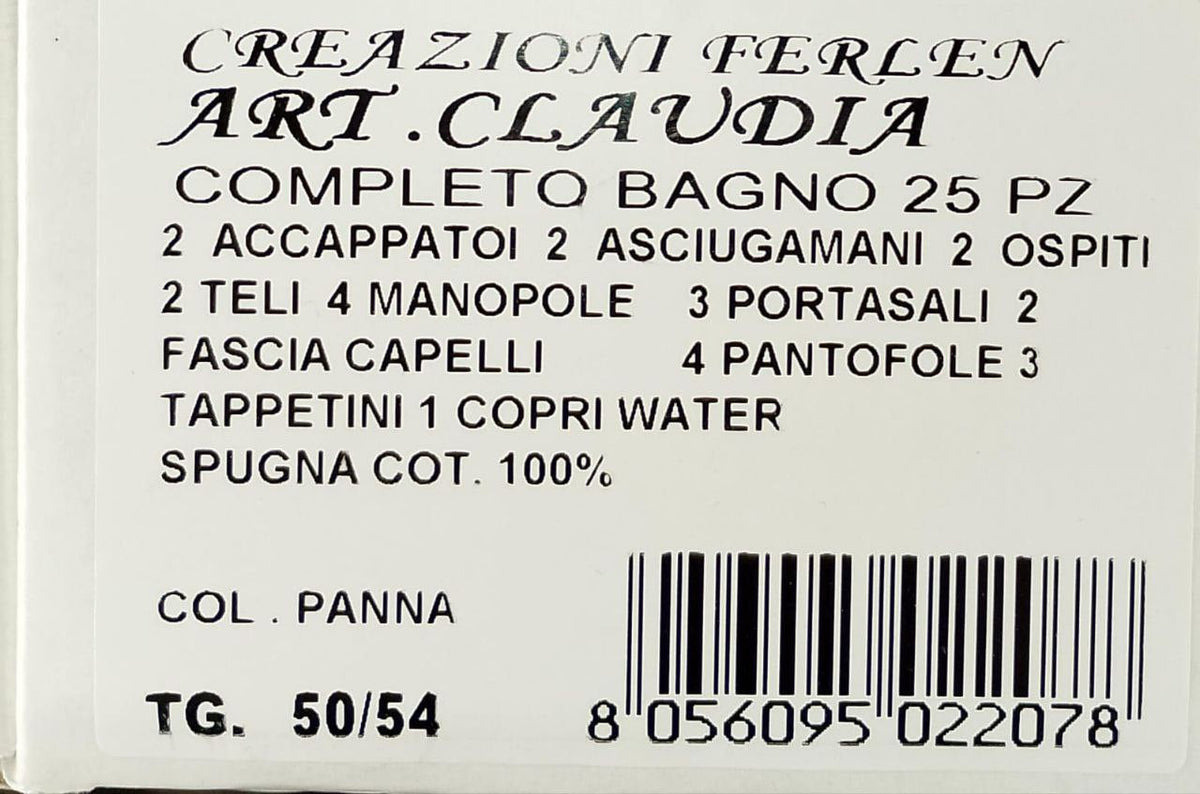 CREAZIONI FERLEN
ART.CLAUDIA
COMPLETO BAGNO 25 PZ
2 ACCAPPATOI 2 ASCIUGAMANI 2 OSPITI
2 TELI 4 MANOPOLE 3 PORTASALI 2
FASCIA CAPELLI 4 PANTOFOLE 3
TAPPETINI 1 COPRI WATER
SPUGNA COT. 100%
COL . PANNA
TG. 50/54
8 056095 022078